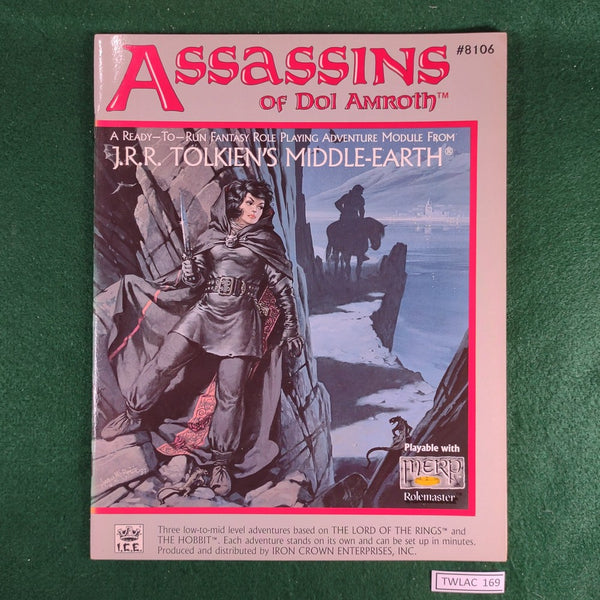 ASSASSINS
#8106
OF DOL AMROTH™
A READY—TO—RUN FANTASY ROLE PLAYING ADVENTURE MODULE FROM
J.R.R. TOLKIEN'S MIDDLE-EARTH®
Playable with
MERP
Rolemaster
I.C.E.
Three low-to-mid level adventures based on THE LORD OF THE RINGS™ and
THE HOBBIT™. Each adventure stands on its own and can be set up in minutes.
Produced and distributed by IRON CROWN ENTERPRISES, INC.
TWLAC 169